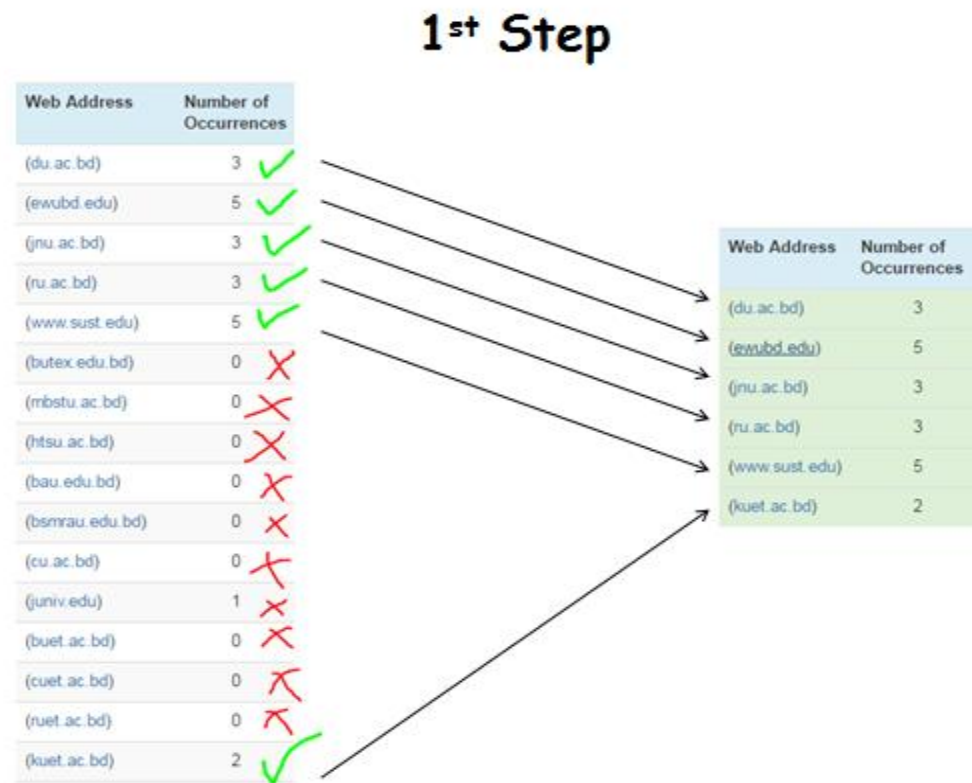 1st Step
Web Address Number of Occurrences
(du.ac.bd) 3
(ewubd.edu) 5
(jnu.ac.bd) 3
(ru.ac.bd) 3
(www.sust.edu) 5
(butex.edu.bd) 0
(mbstu.ac.bd) 0
(htsu.ac.bd) 0
(bau.edu.bd) 0
(bsmrau.edu.bd) 0
(cu.ac.bd) 0
(juniv.edu) 1
(buet.ac.bd) 0
(cuet.ac.bd) 0
(ruet.ac.bd) 0
(kuet.ac.bd) 2
Web Address Number of Occurrences
(du.ac.bd) 3
(ewubd.edu) 5
(jnu.ac.bd) 3
(ru.ac.bd) 3
(www.sust.edu) 5
(kuet.ac.bd) 2